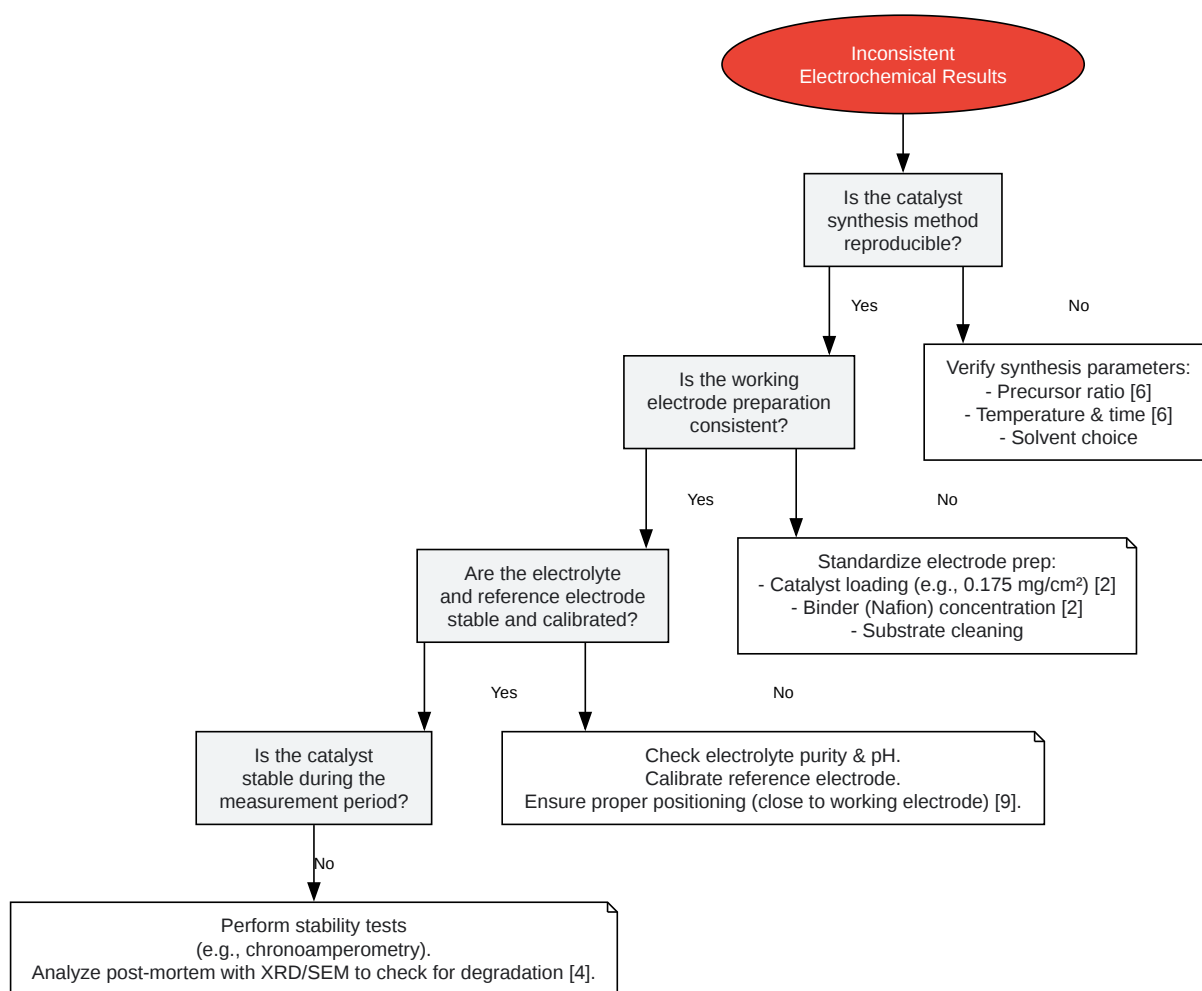 Inconsistent
Electrochemical Results
Is the catalyst
synthesis method
reproducible?
Yes
No
Is the working
electrode preparation
consistent?
Verify synthesis parameters:
- Precursor ratio [6]
- Temperature & time [6]
- Solvent choice
Yes
No
Are the electrolyte
and reference electrode
stable and calibrated?
Standardize electrode prep:
- Catalyst loading (e.g., 0.175 mg/cm²) [2]
- Binder (Nafion) concentration [2]
- Substrate cleaning
Yes
No
Is the catalyst
stable during the
measurement period?
Check electrolyte purity & pH.
Calibrate reference electrode.
Ensure proper positioning (close to working electrode) [9].
No
Perform stability tests
(e.g., chronoamperometry).
Analyze post-mortem with XRD/SEM to check for degradation [4].